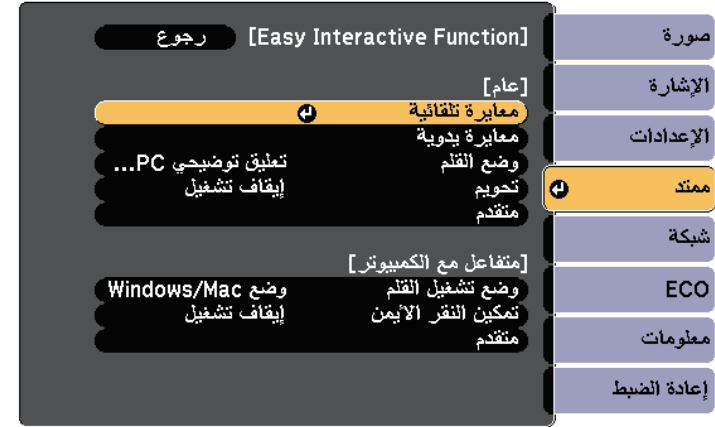 صورة
الإشارة
الإعدادات
ممتد
شبكة
ECO
معلومات
إعادة الضبط
[Easy Interactive Function] رجوع
[عام]
معايرة تلقائية
معايرة يدوية
وضع القلم تعليق توضيحي PC...
تحويم إيقاف تشغيل
متقدم
[متفاعل مع الكمبيوتر]
وضع تشغيل القلم وضع Windows/Mac
تمكين النقر الأيمن إيقاف تشغيل
متقدم